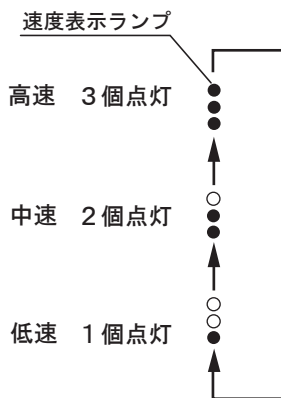 速度表示ランプ
高速　３個点灯
中速　２個点灯
低速　１個点灯